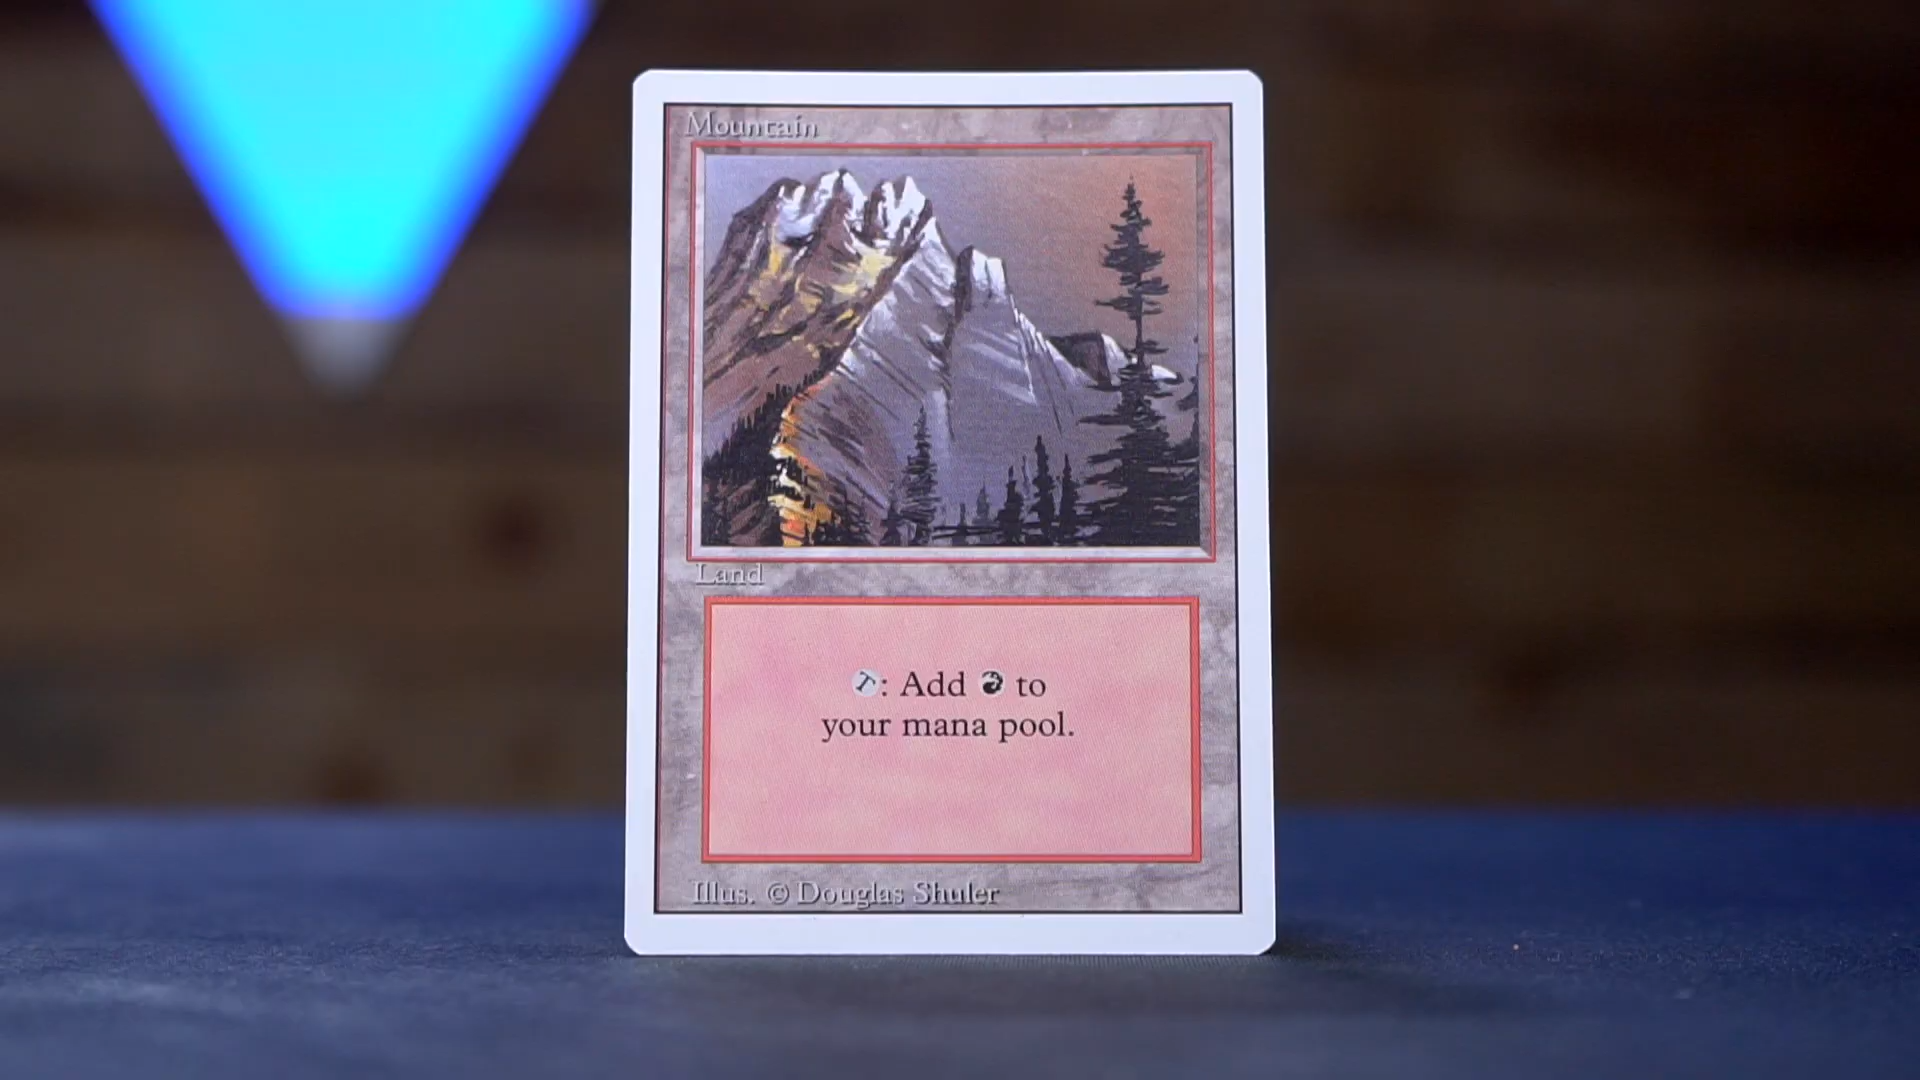 Mountain
Land
T: Add to
your mana pool.
Illus. © Douglas Shuler